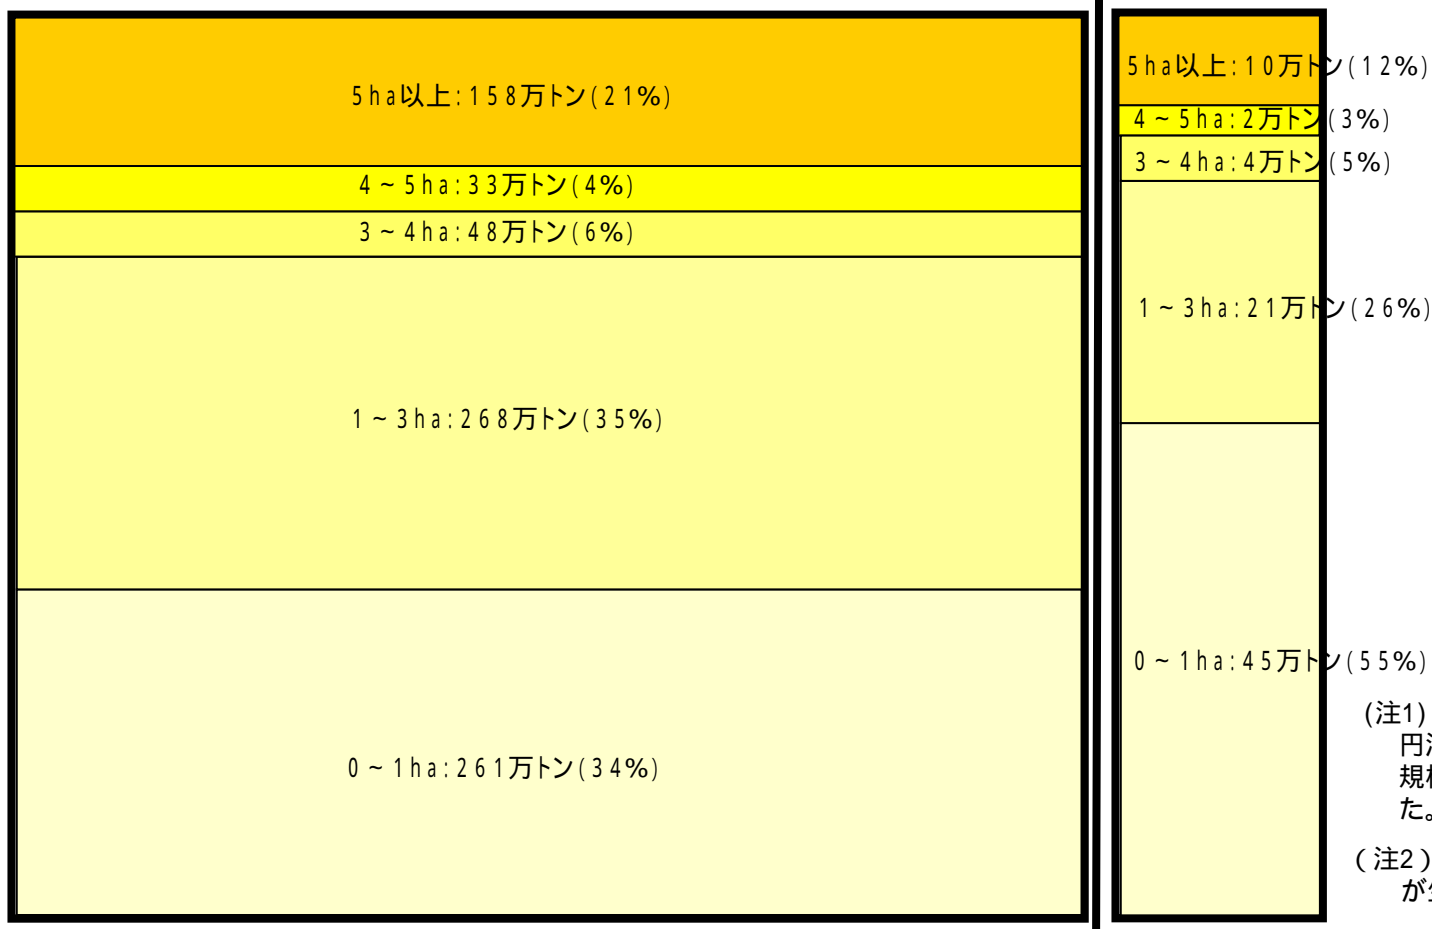 5ha以上:158万トン(21%)
4～5ha:33万トン(4%)
3～4ha:48万トン(6%)
1～3ha:268万トン(35%)
0～1ha:261万トン(34%)
5ha以上:10万トン(12%)
4～5ha:2万トン(3%)
3～4ha:4万トン(5%)
1～3ha:21万トン(26%)
0～1ha:45万トン(55%)
(注1)
円
規
た。
（注2）
が